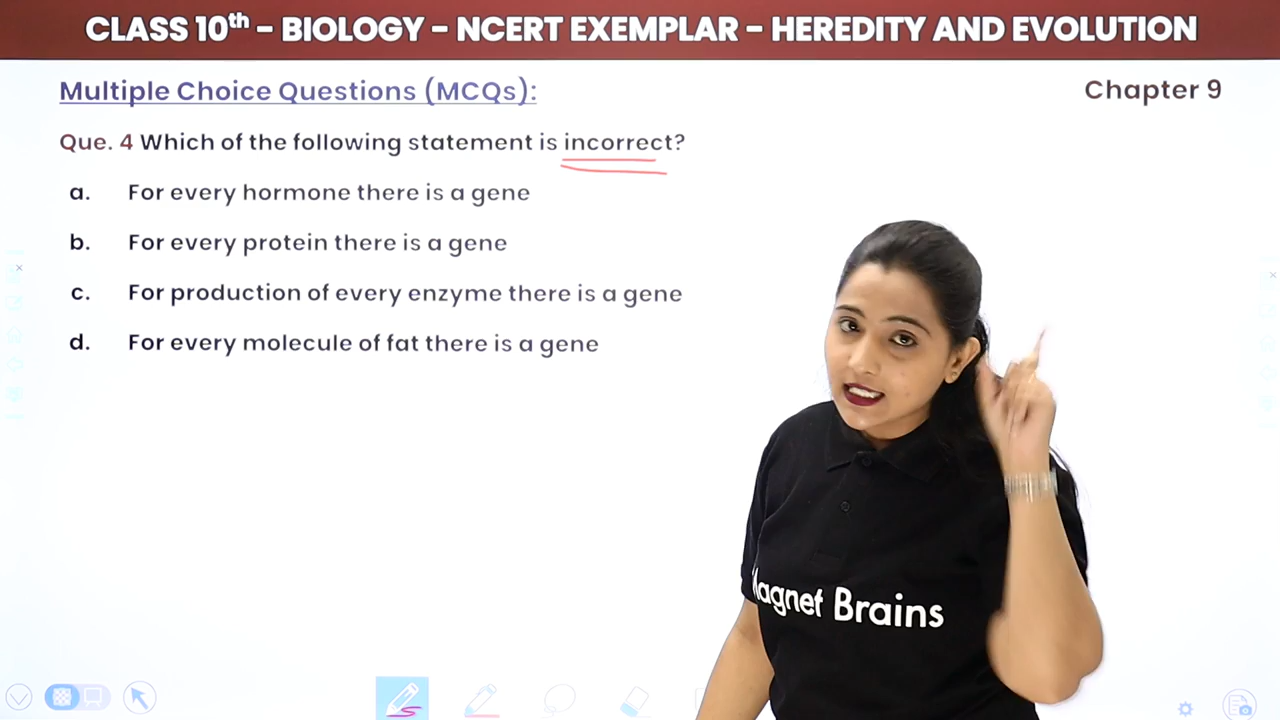 CLASS 10th – BIOLOGY – NCERT EXEMPLAR – HEREDITY AND EVOLUTION
Multiple Choice Questions (MCQs):
Chapter 9
Que. 4 Which of the following statement is incorrect?
a. For every hormone there is a gene
b. For every protein there is a gene
c. For production of every enzyme there is a gene
d. For every molecule of fat there is a gene
Magnet Brains